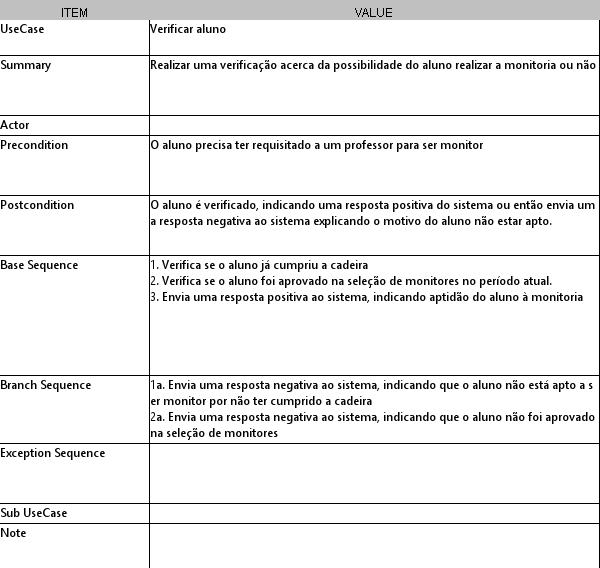 ITEM VALUE
UseCase Verificar aluno
Summary Realizar uma verificação acerca da possibilidade do aluno realizar a monitoria ou não
Actor
Precondition O aluno precisa ter requisitado a um professor para ser monitor
Postcondition O aluno é verificado, indicando uma resposta positiva do sistema ou então envia um
a resposta negativa ao sistema explicando o motivo do aluno não estar apto.
Base Sequence 1. Verifica se o aluno já cumpriu a cadeira
2. Verifica se o aluno foi aprovado na seleção de monitores no período atual.
3. Envia uma resposta positiva ao sistema, indicando aptidão do aluno à monitoria
Branch Sequence 1a. Envia uma resposta negativa ao sistema, indicando que o aluno não está apto a s
er monitor por não ter cumprido a cadeira
2a. Envia uma resposta negativa ao sistema, indicando que o aluno não foi aprovado
na seleção de monitores
Exception Sequence
Sub UseCase
Note